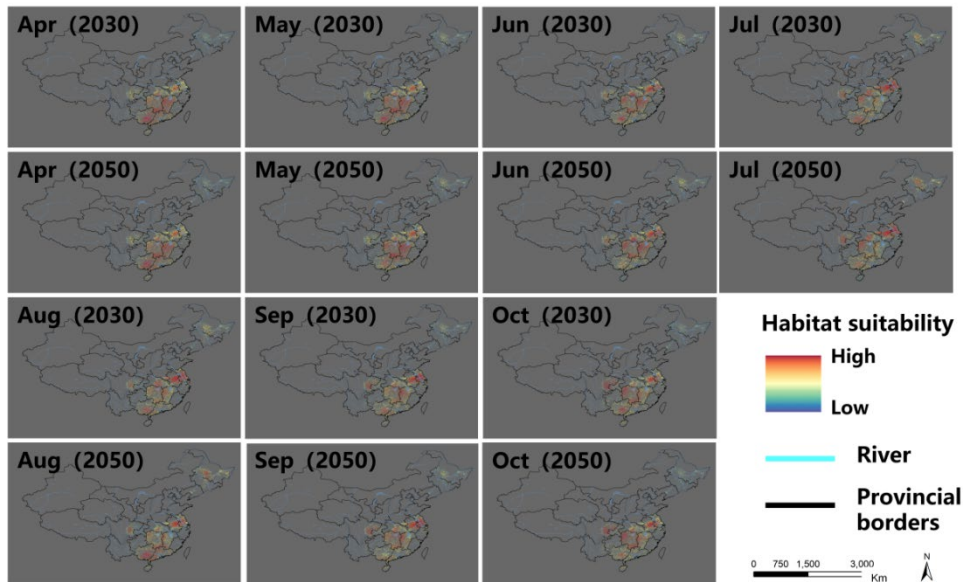 Apr (2030)
May (2030)
Jun (2030)
Jul (2030)
Apr (2050)
May (2050)
Jun (2050)
Jul (2050)
Aug (2030)
Sep (2030)
Oct (2030)
Habitat suitability
High
Low
River
Provincial
borders
Aug (2050)
Sep (2050)
Oct (2050)
0 750 1,500 3,000
Km
N